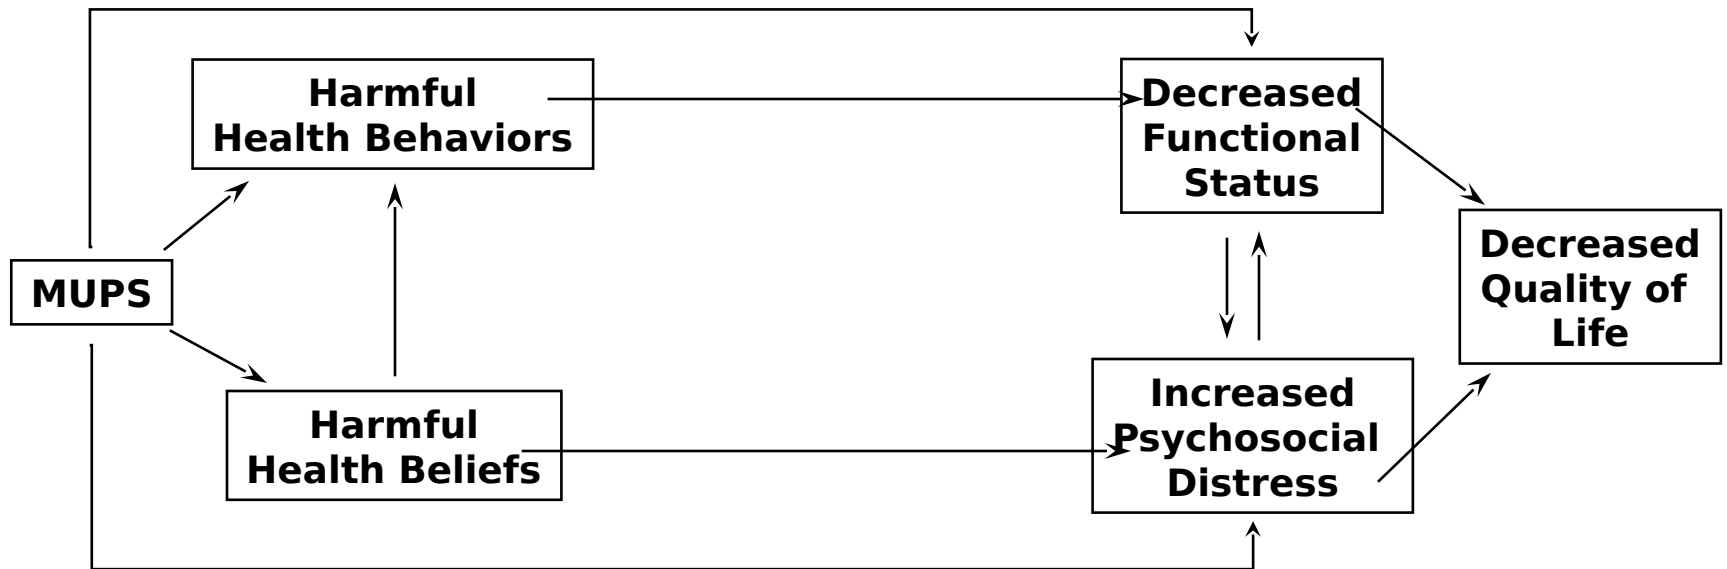 Harmful
Health Behaviors
Decreased
Functional
Status
MUPS
Decreased
Quality of
Life
Harmful
Health Beliefs
Increased
Psychosocial
Distress